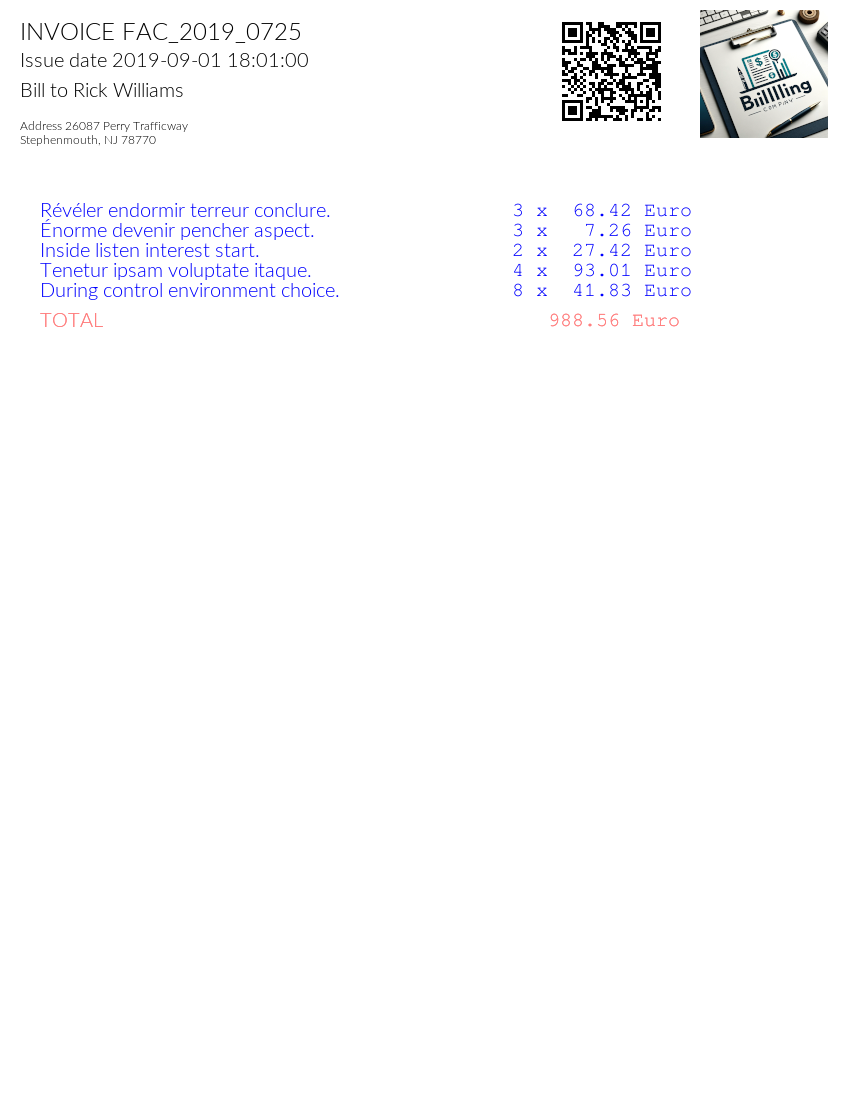 INVOICE FAC_2019_0725
Issue date 2019-09-01 18:01:00
Bill to Rick Williams
Address 26087 Perry Trafficway
Stephenmouth, NJ 78770
Biilllling
COMPANY
Révéler endormir terreur conclure. 3 x 68.42 Euro
Énorme devenir pencher aspect. 3 x 7.26 Euro
Inside listen interest start. 2 x 27.42 Euro
Tenetur ipsam voluptate itaque. 4 x 93.01 Euro
During control environment choice. 8 x 41.83 Euro
TOTAL 988.56 Euro